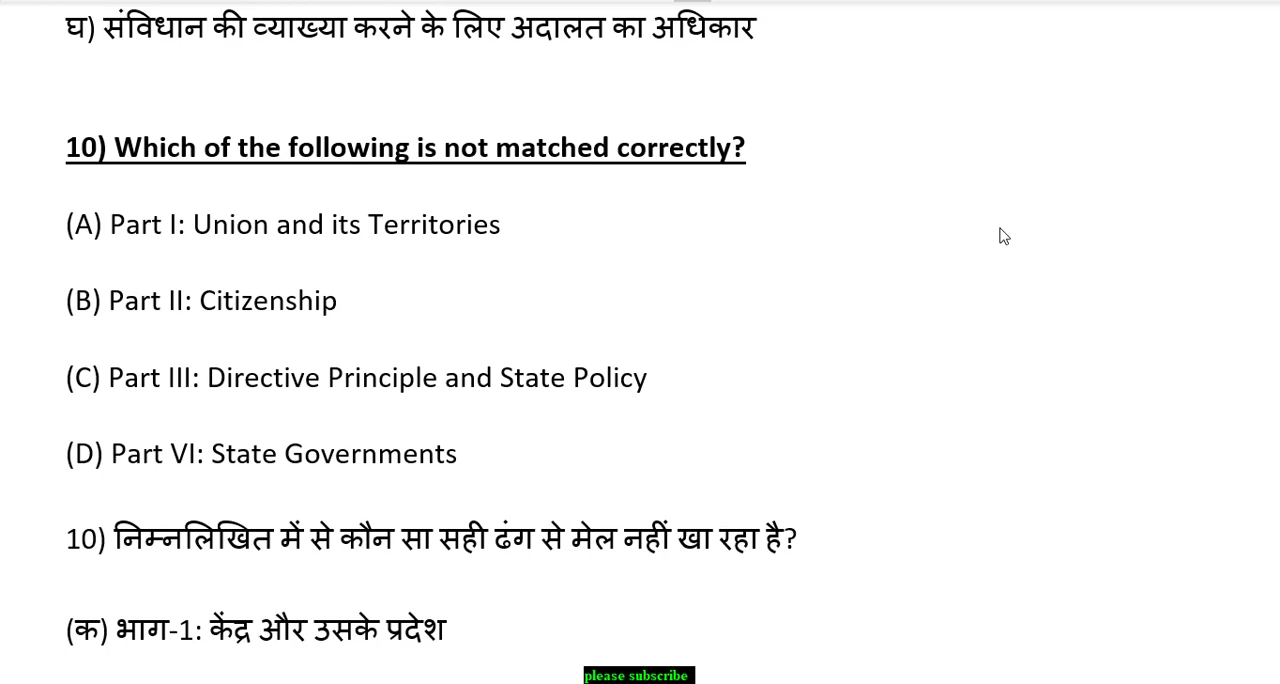 घ) संविधान की व्याख्या करने के लिए अदालत का अधिकार
10) Which of the following is not matched correctly?
(A) Part I: Union and its Territories
(B) Part II: Citizenship
(C) Part III: Directive Principle and State Policy
(D) Part VI: State Governments
10) निम्नलिखित में से कौन सा सही ढंग से मेल नहीं खा रहा है?
(क) भाग-1: केंद्र और उसके प्रदेश
please subscribe